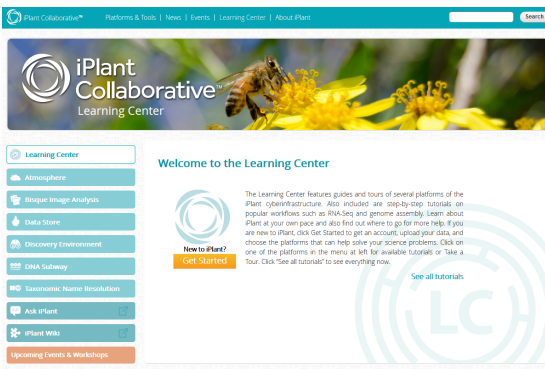 iPlant Collaborative™ Platforms & Tools | News | Events | Learning Center | About iPlant Search
iPlant
Collaborative™
Learning Center
Learning Center
Atmosphere
Bisque Image Analysis
Data Store
Discovery Environment
DNA Subway
Taxonomic Name Resolution
Ask iPlant
iPlant Wiki
Upcoming Events & Workshops
Welcome to the Learning Center
New to iPlant?
Get Started
The Learning Center features guides and tours of several platforms of the
iPlant cyberinfrastructure. Also included are step-by-step tutorials on
popular workflows such as RNA-Seq and genome assembly. Learn about
iPlant at your own pace and also find out where to go for more help. If you
are new to iPlant, click Get Started to get an account, upload your data, and
choose the platforms that can help solve your science problems. Click on
one of the platforms in the menu at left for available tutorials or Take a
Tour. Click "See all tutorials" to see everything now.
See all tutorials
LC